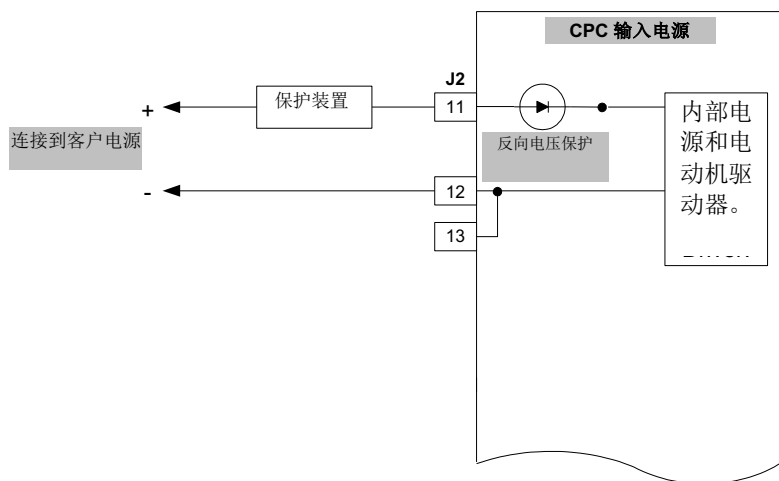 CPC 输入电源
J2
+
保护装置
11
连接到客户电源
反向电压保护
内部电
源和电
动机驱
动器。
-
12
13